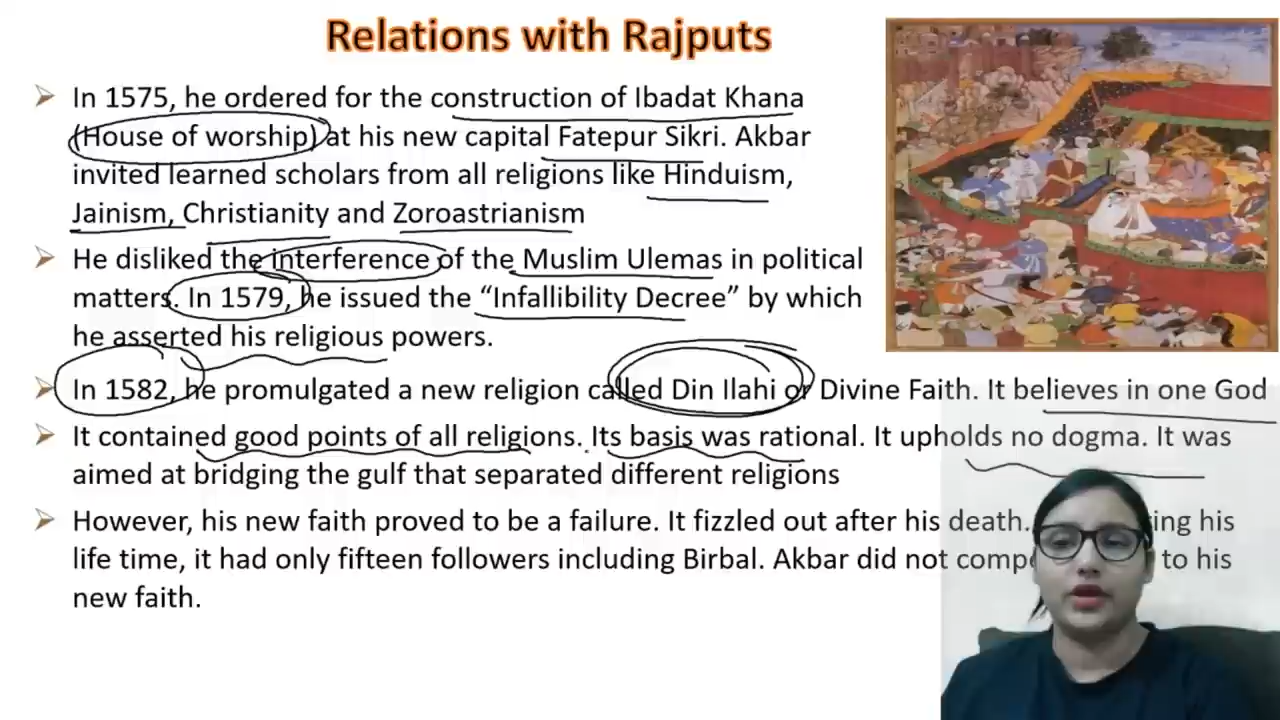 Relations with Rajputs
In 1575, he ordered for the construction of Ibadat Khana
(House of worship) at his new capital Fatepur Sikri. Akbar
invited learned scholars from all religions like Hinduism,
Jainism, Christianity and Zoroastrianism
He disliked the interference of the Muslim Ulemas in political
matters. In 1579, he issued the “Infallibility Decree” by which
he asserted his religious powers.
In 1582, he promulgated a new religion called Din Ilahi or Divine Faith. It believes in one God
It contained good points of all religions. Its basis was rational. It upholds no dogma. It was
aimed at bridging the gulf that separated different religions
However, his new faith proved to be a failure. It fizzled out after his death. his
life time, it had only fifteen followers including Birbal. Akbar did not to his
new faith.